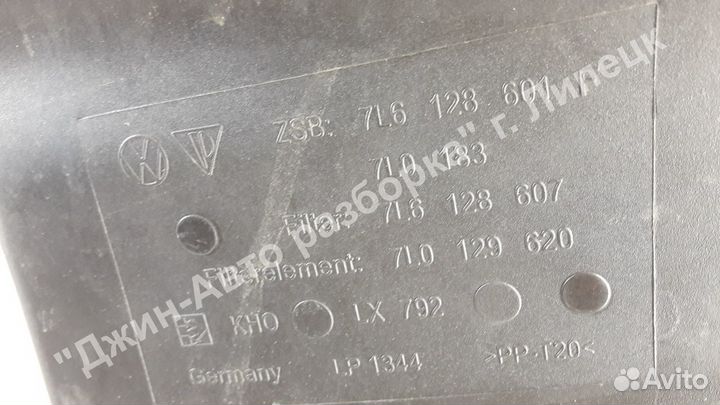 ZSB: 7L6 128 601
7L0 183
Filter: 7L6 128 607
Filterelement: 7L0 129 620
KHO LX 792
Germany LP 1344 >PP-T20<
"Джин-Авто разборка" г. Липецк
Avito